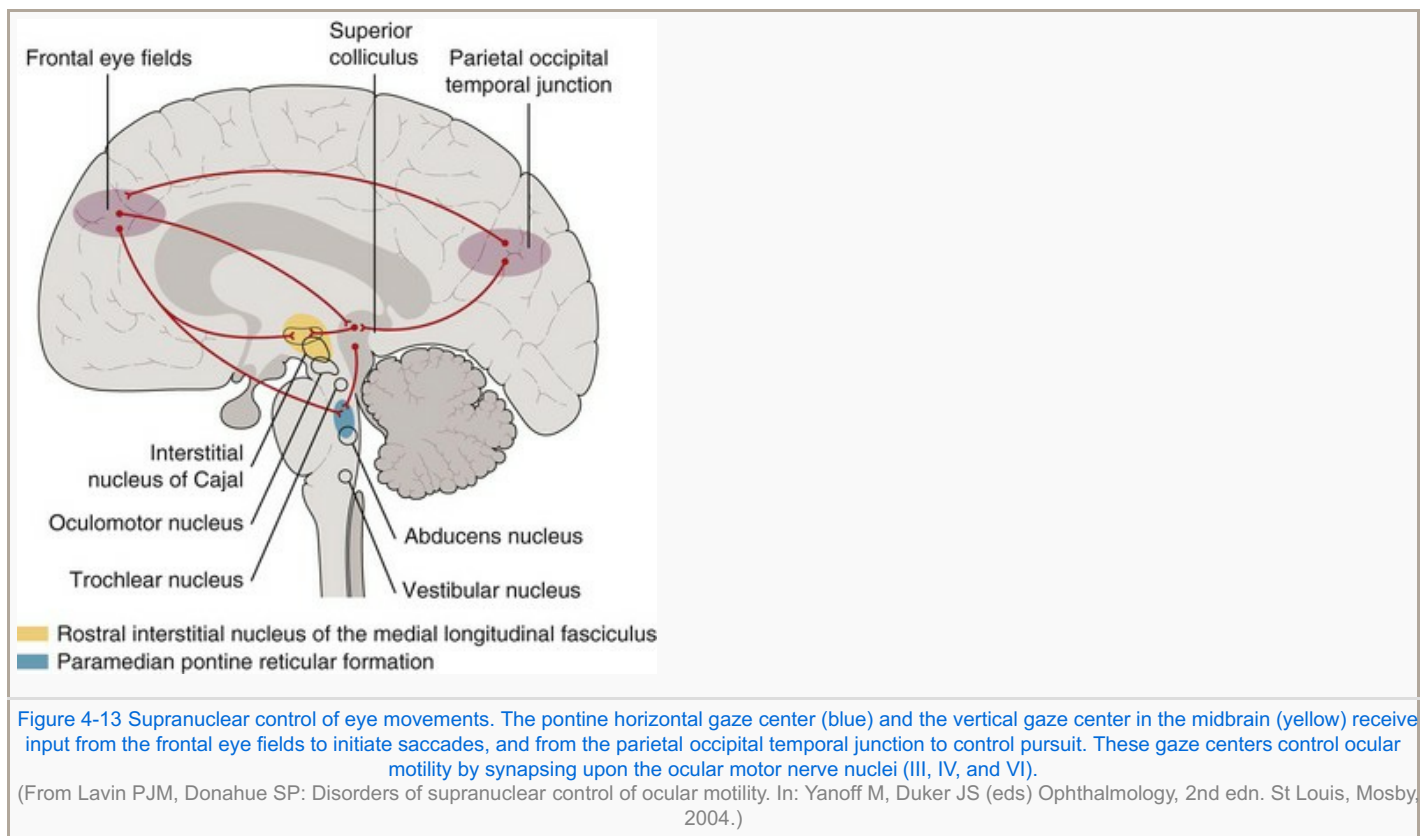 Frontal eye fields
Superior
colliculus
Parietal occipital
temporal junction
Interstitial
nucleus of Cajal
Oculomotor nucleus
Trochlear nucleus
Abducens nucleus
Vestibular nucleus
Rostral interstitial nucleus of the medial longitudinal fasciculus
Paramedian pontine reticular formation
Figure 4-13 Supranuclear control of eye movements. The pontine horizontal gaze center (blue) and the vertical gaze center in the midbrain (yellow) receive
input from the frontal eye fields to initiate saccades, and from the parietal occipital temporal junction to control pursuit. These gaze centers control ocular
motility by synapsing upon the ocular motor nerve nuclei (III, IV, and VI).
(From Lavin PJM, Donahue SP: Disorders of supranuclear control of ocular motility. In: Yanoff M, Duker JS (eds) Ophthalmology, 2nd edn. St Louis, Mosby,
2004.)